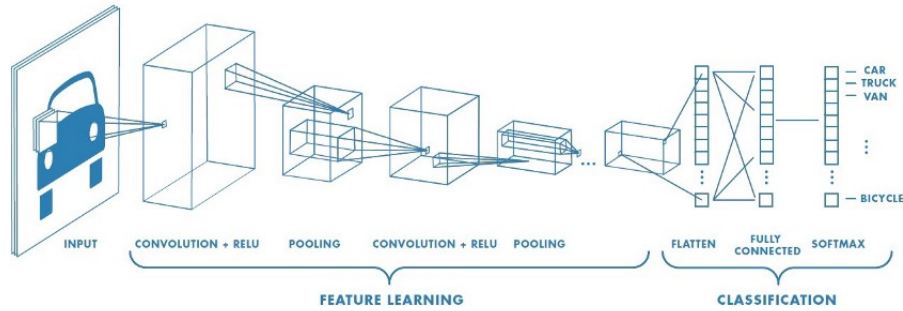 CAR
TRUCK
VAN
BICYCLE
INPUT
CONVOLUTION + RELU
POOLING
CONVOLUTION + RELU
POOLING
FLATTEN
FULLY
CONNECTED
SOFTMAX
FEATURE LEARNING
CLASSIFICATION